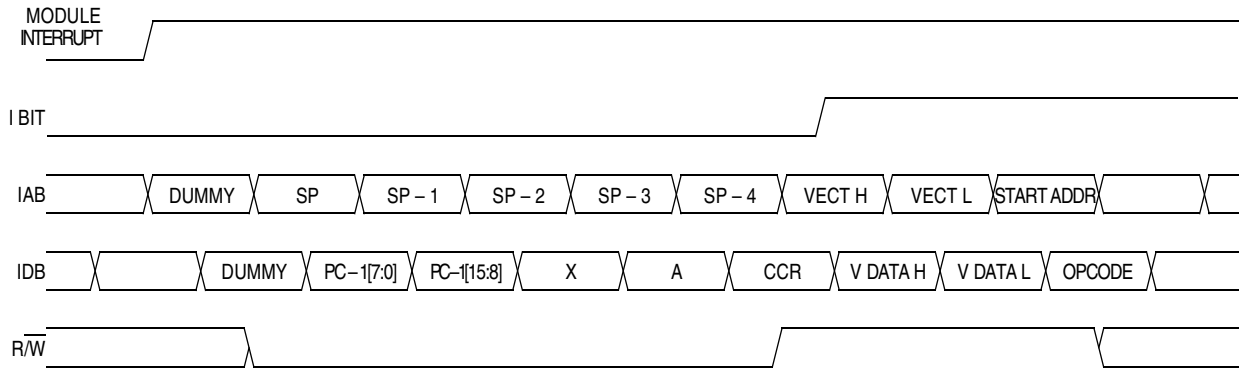 MODULE
INTERRUPT
I BIT
IAB DUMMY SP SP – 1 SP – 2 SP – 3 SP – 4 VECT H VECT L START ADDR
IDB DUMMY PC – 1[7:0] PC–1[15:8] X A CCR V DATA H V DATA L OPCODE
R/W̅